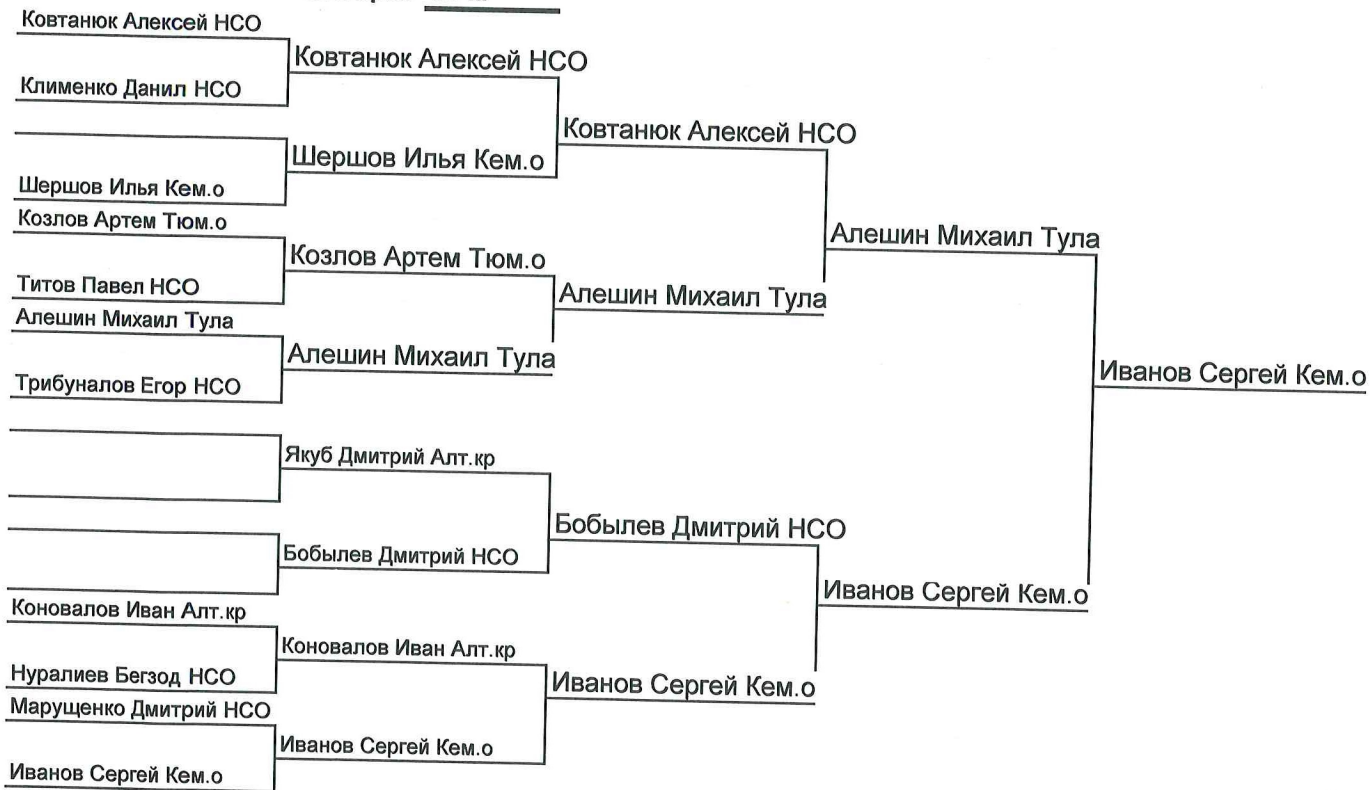 Ковтанюк Алексей НСО
Клименко Данил НСО
Шершов Илья Кем.о
Козлов Артем Тюм.о
Титов Павел НСО
Алешин Михаил Тула
Трибуналов Егор НСО
Коновалов Иван Алт.кр
Нуралиев Бегзод НСО
Марущенко Дмитрий НСО
Иванов Сергей Кем.о
Ковтанюк Алексей НСО
Шершов Илья Кем.о
Козлов Артем Тюм.о
Алешин Михаил Тула
Якуб Дмитрий Алт.кр
Бобылев Дмитрий НСО
Коновалов Иван Алт.кр
Иванов Сергей Кем.о
Ковтанюк Алексей НСО
Алешин Михаил Тула
Бобылев Дмитрий НСО
Иванов Сергей Кем.о
Алешин Михаил Тула
Иванов Сергей Кем.о
Иванов Сергей Кем.о